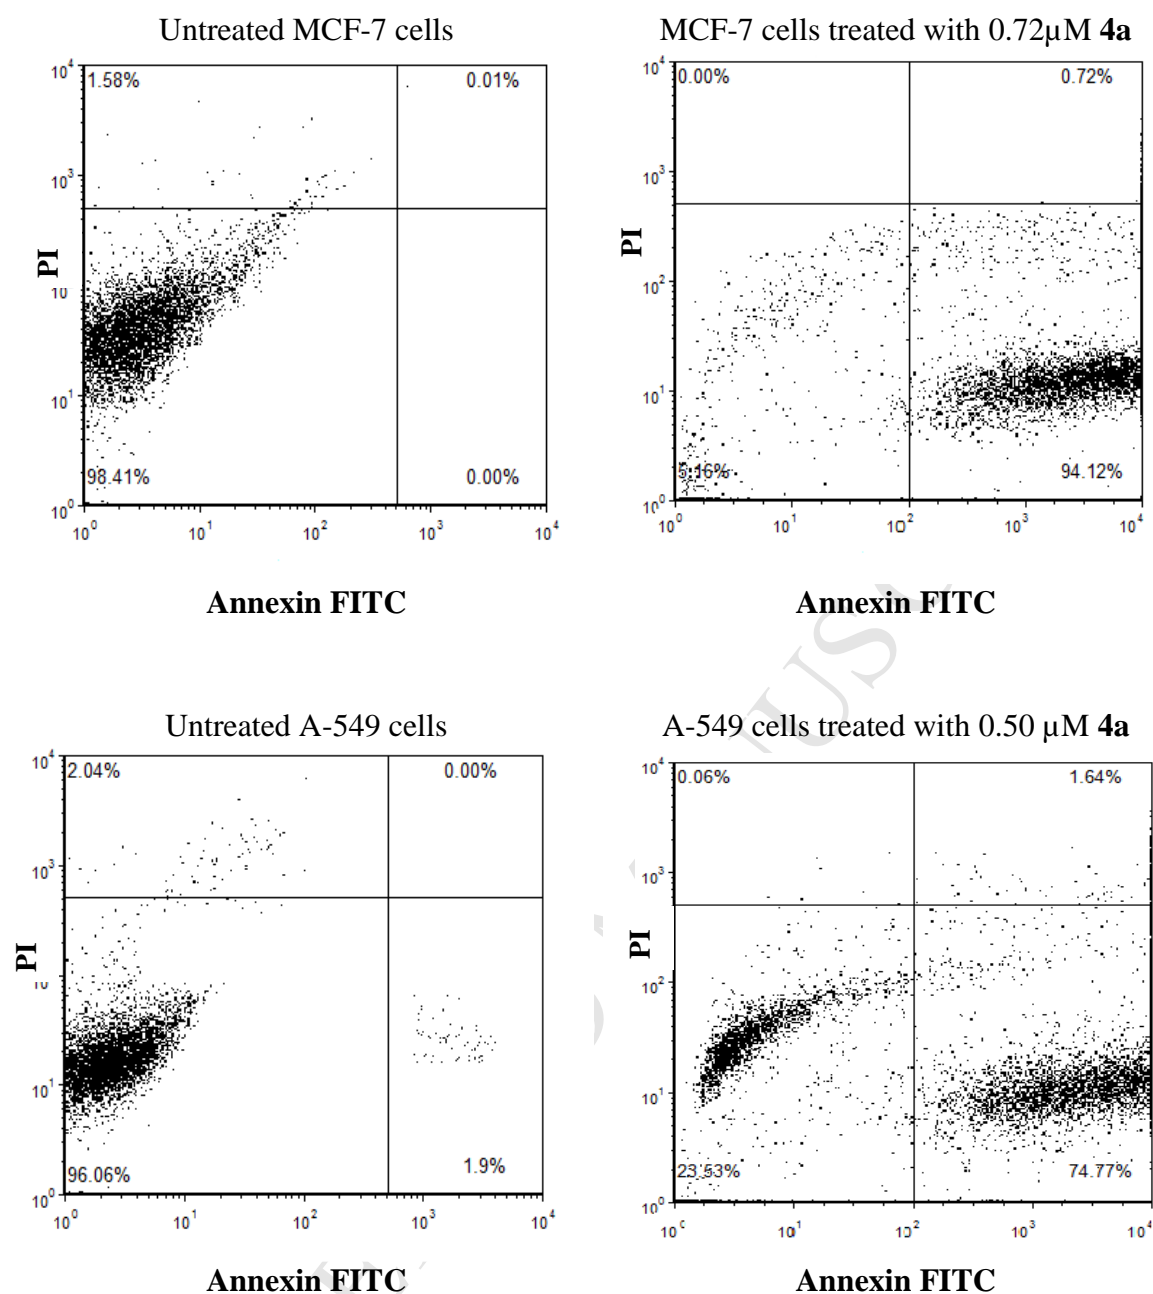 Untreated MCF-7 cells
MCF-7 cells treated with 0.72µM 4a
10⁴
1.58%
0.01%
10³
PI
10
10¹
98.41%
0.00%
10⁰
10⁰ 10¹ 10² 10³ 10⁴
Annexin FITC
10⁴
0.00%
0.72%
10³
PI
10²
10¹
5.16%
94.12%
10⁰
10⁰ 10¹ 10² 10³ 10⁴
Annexin FITC
Untreated A-549 cells
A-549 cells treated with 0.50 µM 4a
10⁴
2.04%
0.00%
10³
PI
10
10¹
96.06%
1.9%
10⁰
10⁰ 10¹ 10² 10³ 10⁴
Annexin FITC
10⁴
0.06%
1.64%
10³
PI
10²
10¹
23.53%
74.77%
10⁰
10 10¹ 10² 10³ 10⁴
Annexin FITC